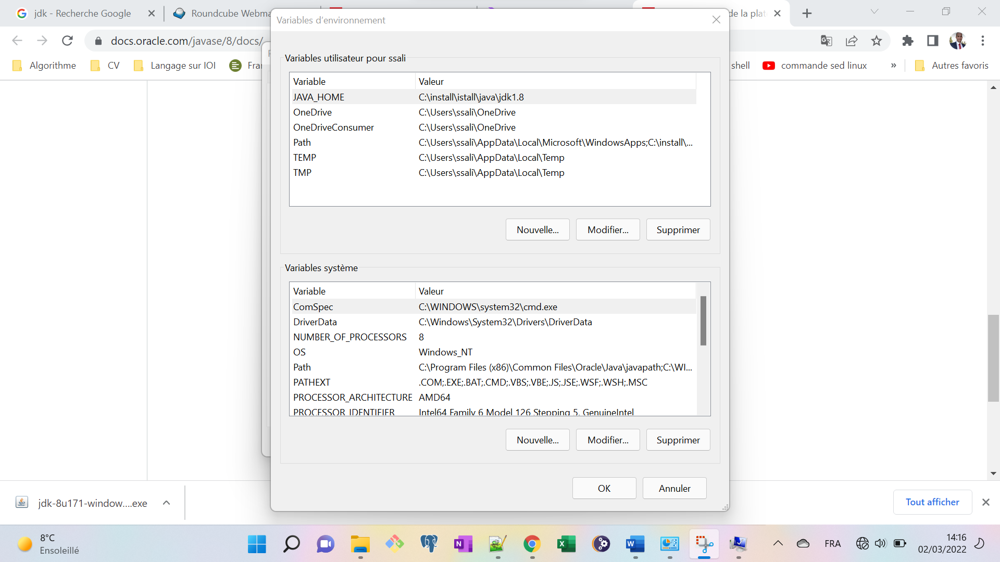 jdk - Recherche Google
Roundcube Webma
de la plat
docs.oracle.com/javase/8/docs/
Algorithme
CV
Langage sur IOI
Fra
shell
commande sed linux
»
Autres favoris
Variables d'environnement
Variables utilisateur pour ssali
Variable Valeur
JAVA_HOME C:\install\istall\java\jdk1.8
OneDrive C:\Users\ssali\OneDrive
OneDriveConsumer C:\Users\ssali\OneDrive
Path C:\Users\ssali\AppData\Local\Microsoft\WindowsApps;C:\install\...
TEMP C:\Users\ssali\AppData\Local\Temp
TMP C:\Users\ssali\AppData\Local\Temp
Nouvelle... Modifier... Supprimer
Variables système
Variable Valeur
ComSpec C:\WINDOWS\system32\cmd.exe
DriverData C:\Windows\System32\Drivers\DriverData
NUMBER_OF_PROCESSORS 8
OS Windows_NT
Path C:\Program Files (x86)\Common Files\Oracle\Java\javapath;C:\WI...
PATHEXT .COM;.EXE;.BAT;.CMD;.VBS;.VBE;.JS;.JSE;.WSF;.WSH;.MSC
PROCESSOR_ARCHITECTURE AMD64
PROCESSOR_IDENTIFIER Intel64 Family 6 Model 126 Stepping 5, GenuineIntel
Nouvelle... Modifier... Supprimer
OK Annuler
jdk-8u171-window....exe
Tout afficher
8°C
Ensoleillé
FRA
14:16
02/03/2022